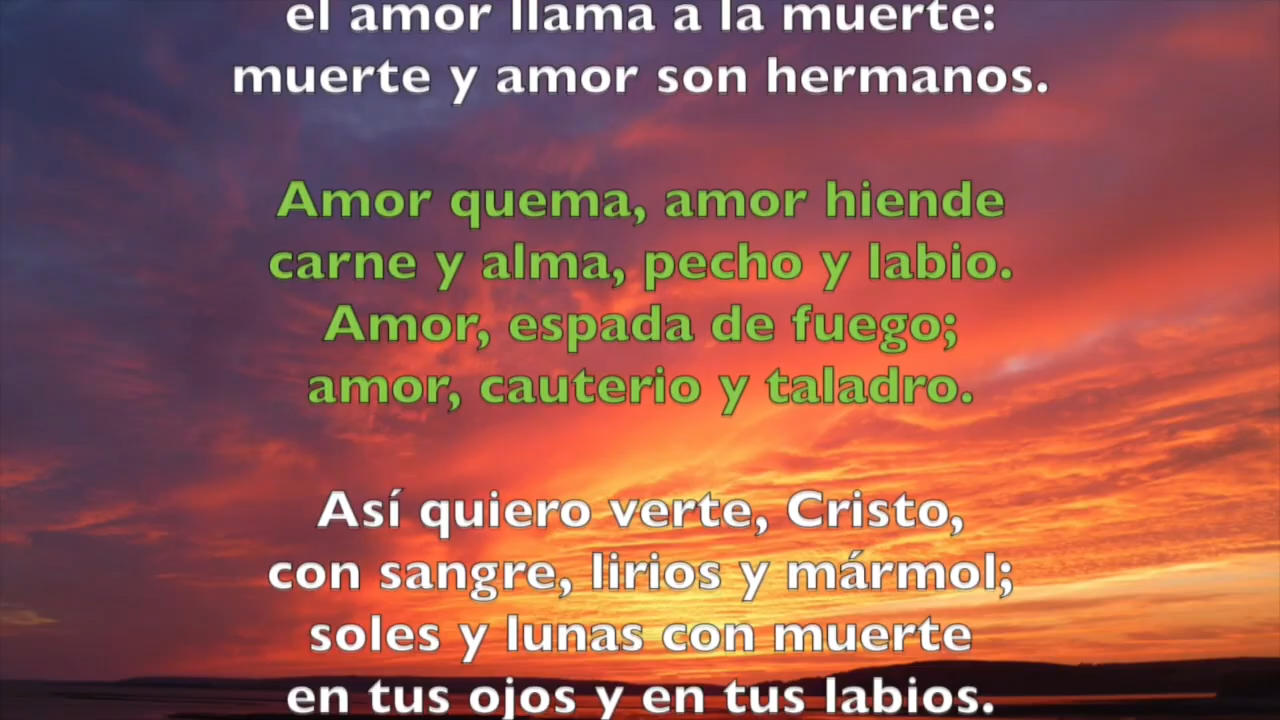 el amor llama a la muerte:
muerte y amor son hermanos.
Amor quema, amor hiende
carne y alma, pecho y labio.
Amor, espada de fuego;
amor, cauterio y taladro.
Así quiero verte, Cristo,
con sangre, lirios y mármol;
soles y lunas con muerte
en tus ojos y en tus labios.